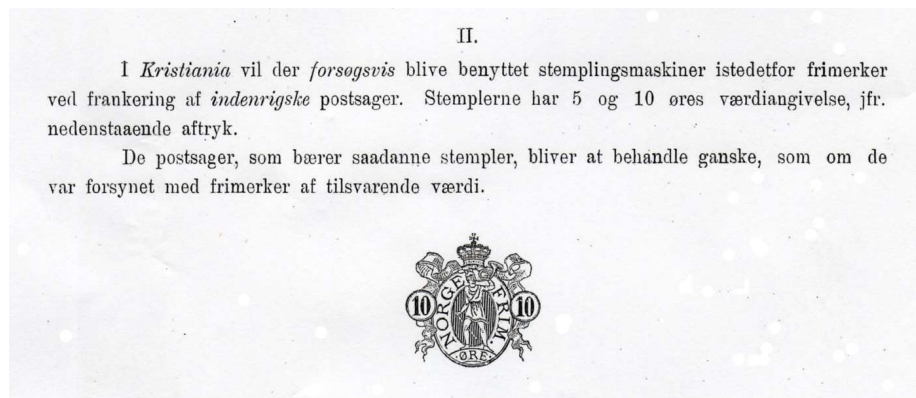 II.
I Kristiania vil der forsøgsvis blive benyttet stemplingsmaskiner istedetfor frimerker
ved frankering af indenrigske postsager. Stemplerne har 5 og 10 øres værdiangivelse, jfr.
nedenstaaende aftryk.
De postsager, som bærer saadanne stempler, bliver at behandle ganske, som om de
var forsynet med frimerker af tilsvarende værdi.
10 NORGE FRIM. 10
ØRE